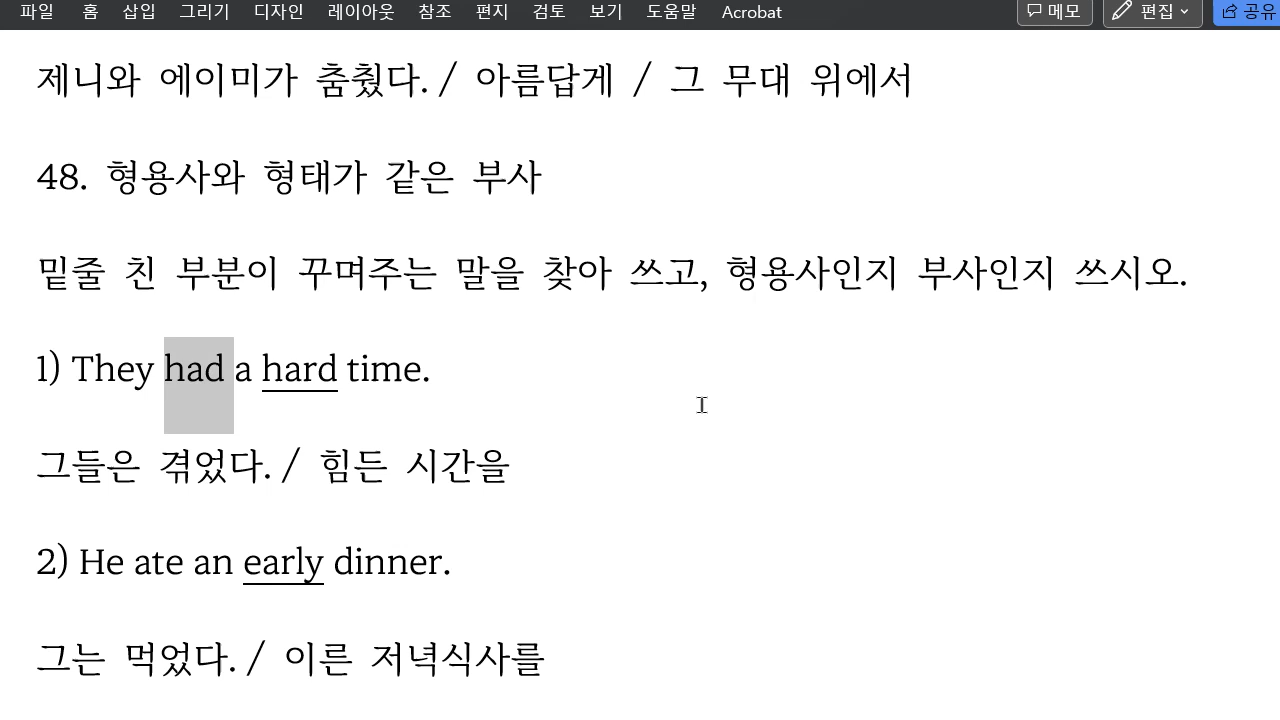 파일 홈 삽입 그리기 디자인 레이아웃 참조 편지 검토 보기 도움말 Acrobat 메모 편집 공유
제니와 에이미가 춤췄다. / 아름답게 / 그 무대 위에서
48. 형용사와 형태가 같은 부사
밑줄 친 부분이 꾸며주는 말을 찾아 쓰고, 형용사인지 부사인지 쓰시오.
1) They had a hard time.
그들은 겪었다. / 힘든 시간을
2) He ate an early dinner.
그는 먹었다. / 이른 저녁식사를